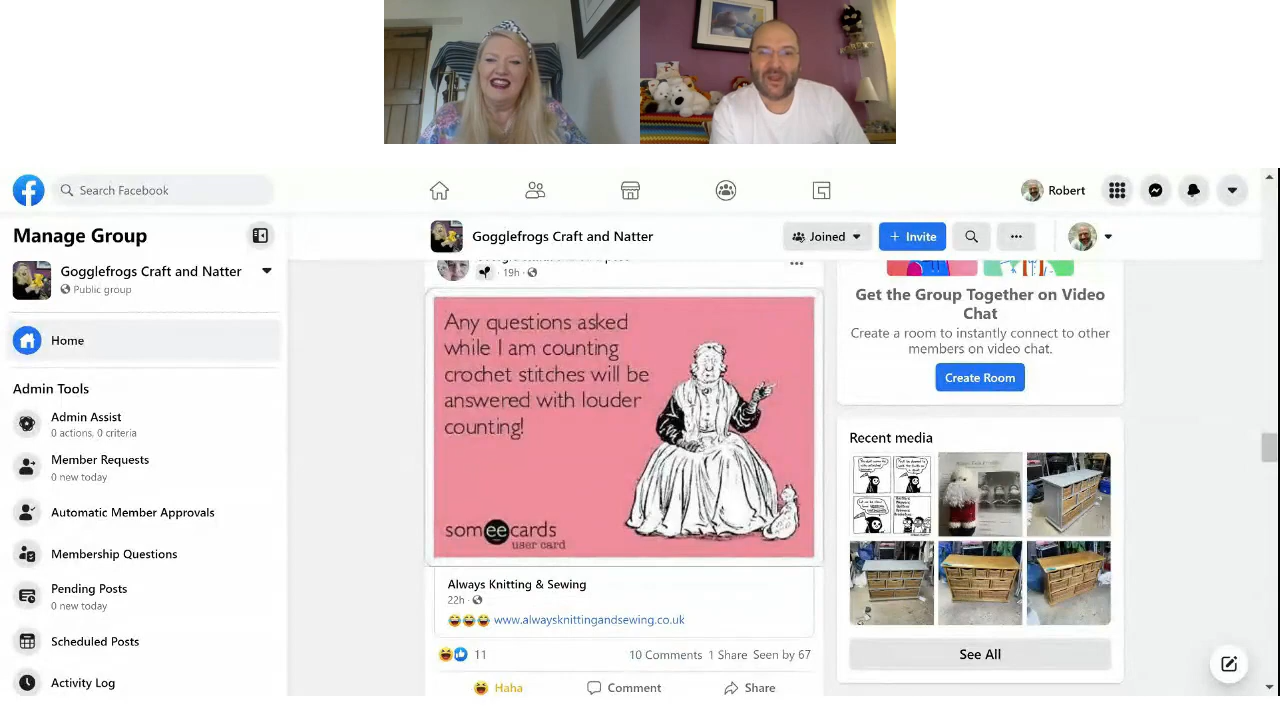 Search Facebook
Robert
Manage Group
Gogglefrogs Craft and Natter
Public group
Home
Admin Tools
Admin Assist
0 actions, 0 criteria
Member Requests
0 new today
Automatic Member Approvals
Membership Questions
Pending Posts
0 new today
Scheduled Posts
Activity Log
Gogglefrogs Craft and Natter
Joined
+ Invite
19h ·
Any questions asked
while I am counting
crochet stitches will be
answered with louder
counting!
someecards
user card
Always Knitting & Sewing
22h ·
www.alwaysknittingandsewing.co.uk
11
10 Comments 1 Share Seen by 67
Haha
Comment
Share
Get the Group Together on Video
Chat
Create a room to instantly connect to other
members on video chat.
Create Room
Recent media
See All